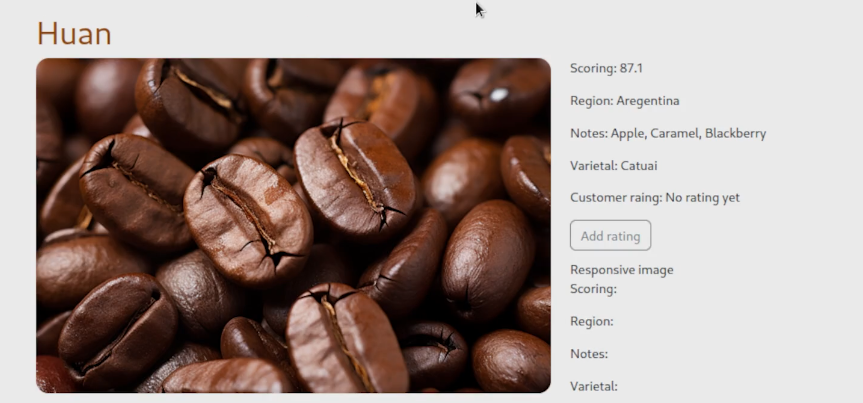 Huan
Scoring: 87.1
Region: Aregentina
Notes: Apple, Caramel, Blackberry
Varietal: Catuai
Customer raing: No rating yet
Add rating
Responsive image
Scoring:
Region:
Notes:
Varietal: